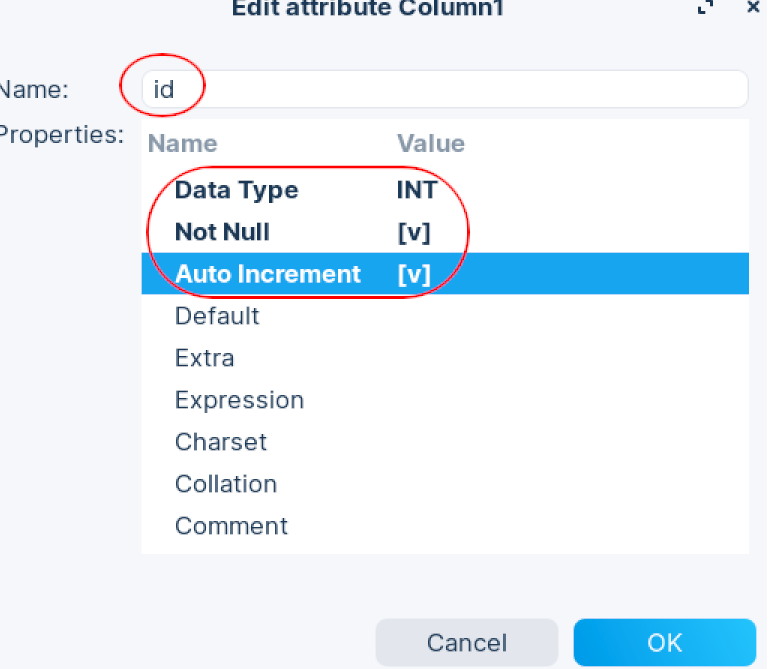 Edit attribute Column1
Name:
id
Properties:
Name Value
Data Type INT
Not Null [v]
Auto Increment [v]
Default
Extra
Expression
Charset
Collation
Comment
Cancel OK